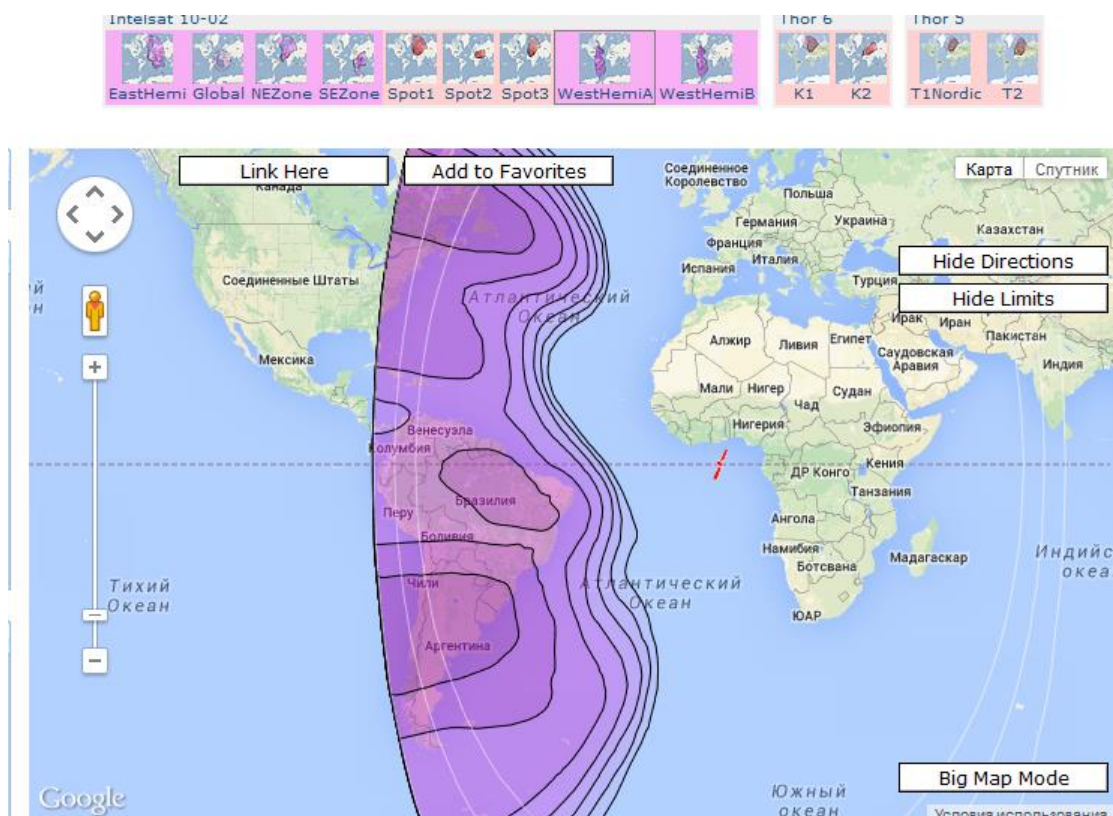 Intelsat 10-02
Thor 6
Thor 5
EastHemi Global NEZone SEZone Spot1 Spot2 Spot3 WestHemiA WestHemiB
K1 K2
T1Nordic T2
Link Here
Add to Favorites
Карта
Спутник
Канада
Соединенное
Королевство
Польша
Германия
Украина
Казахстан
Франция
Hide Directions
Италия
Испания
Турция
Соединенные Штаты
Атлантический
Океан
Hide Limits
Ирак
Иран
Пакистан
Алжир
Ливия
Египет
Саудовская
Аравия
Индия
Мексика
Мали
Нигер
Судан
Чад
Венесуэла
Нигерия
Эфиопия
Колумбия
ДР Конго
Кения
Бразилия
Танзания
Перу
Ангола
Боливия
Намибия
Ботсвана
Мадагаскар
Чили
Тихий
Океан
Атлантический
Океан
ЮАР
Аргентина
Big Map Mode
Google
Южный
океан
Условия использования